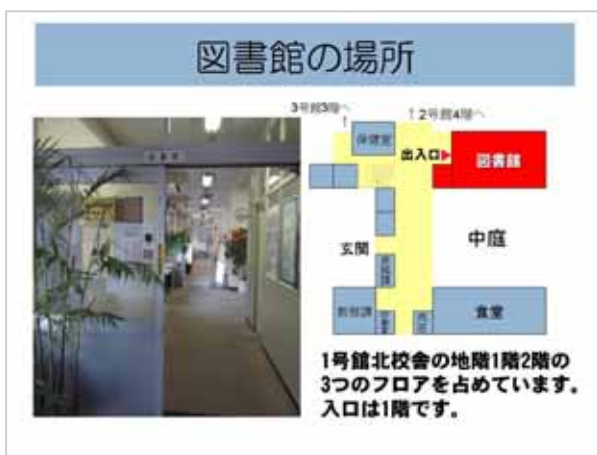 図書館の場所
3号館3階へ
↑2号館4階へ
保健室
出入口
図書館
玄関
中庭
食堂
1号館北校舎の地階1階2階の
3つのフロアを占めています。
入口は1階です。